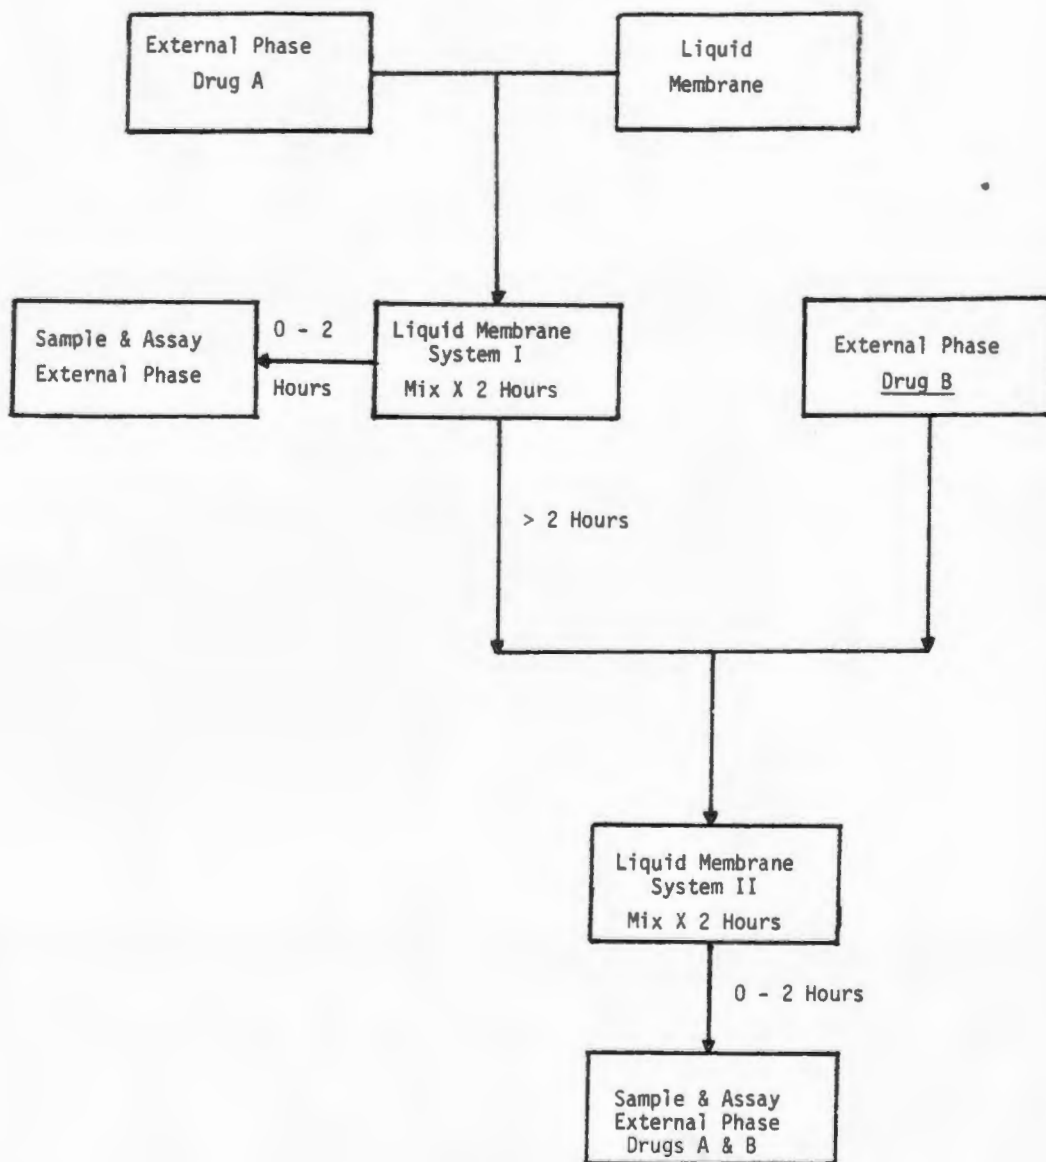 External Phase
Drug A
Liquid
Membrane
Sample & Assay
External Phase
0 - 2
Hours
Liquid Membrane
System I
Mix X 2 Hours
External Phase
Drug B
> 2 Hours
Liquid Membrane
System II
Mix X 2 Hours
0 - 2 Hours
Sample & Assay
External Phase
Drugs A & B